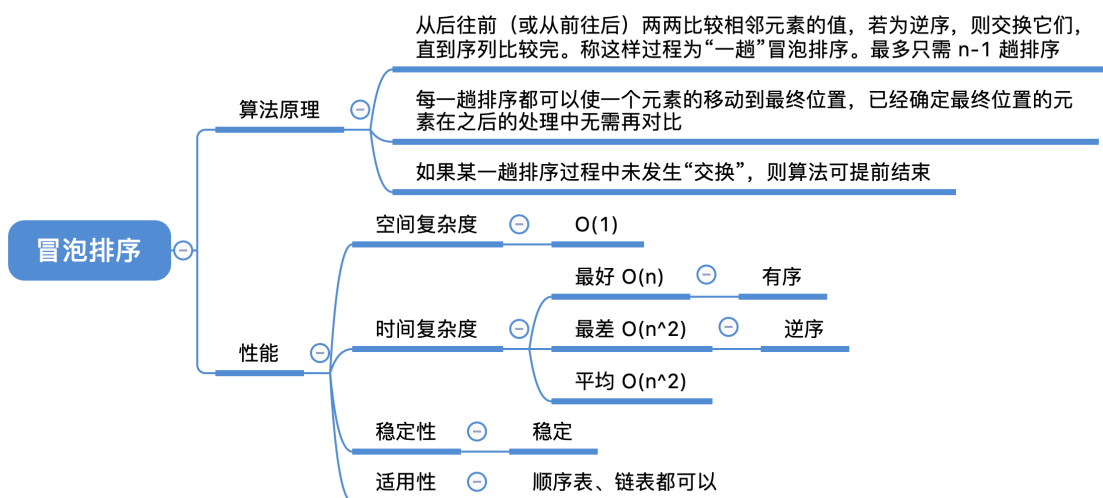 冒泡排序
算法原理
从后往前（或从前往后）两两比较相邻元素的值，若为逆序，则交换它们，
直到序列比较完。称这样过程为“一趟”冒泡排序。最多只需 n-1 趟排序
每一趟排序都可以使一个元素的移动到最终位置，已经确定最终位置的元
素在之后的处理中无需再对比
如果某一趟排序过程中未发生“交换”，则算法可提前结束
性能
空间复杂度
O(1)
时间复杂度
最好 O(n)
有序
最差 O(n^2)
逆序
平均 O(n^2)
稳定性
稳定
适用性
顺序表、链表都可以